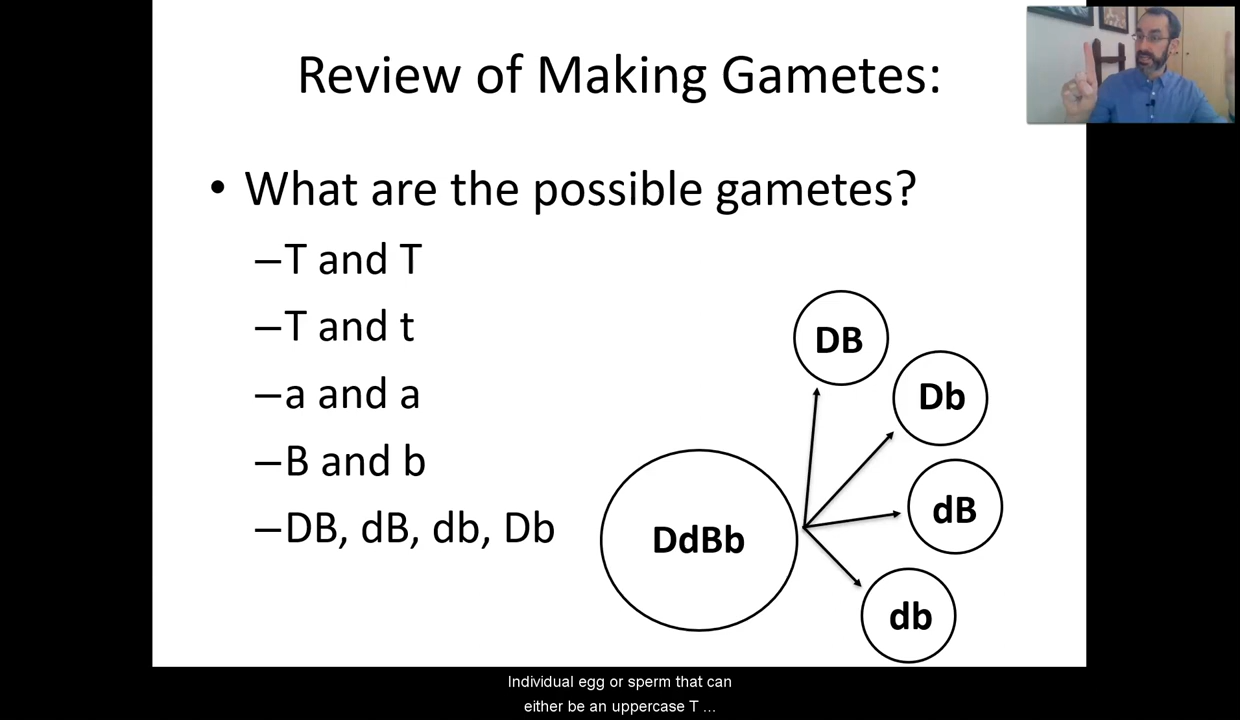 Review of Making Gametes:
• What are the possible gametes?
–T and T
–T and t
–a and a
–B and b
–DB, dB, db, Db
DdBb
DB
Db
dB
db
Individual egg or sperm that can
either be an uppercase T ...